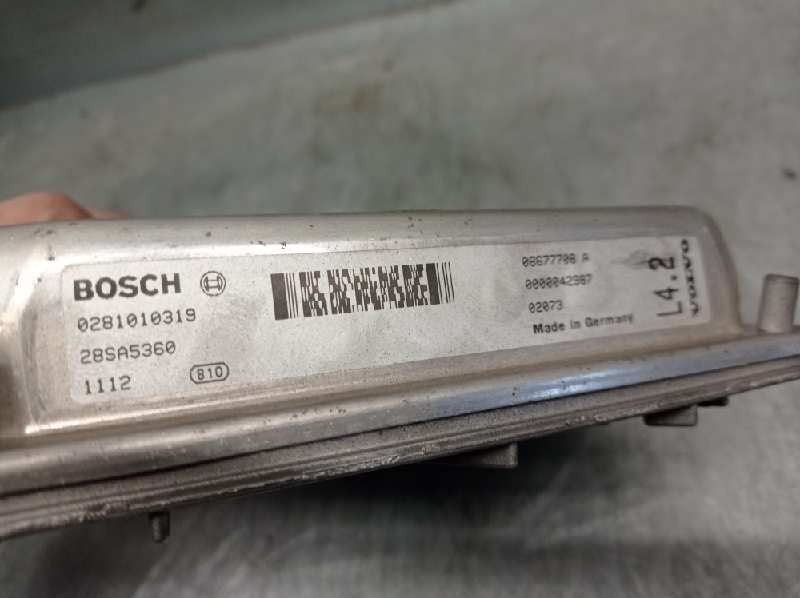 BOSCH
0281010319
28SA5360
1112 810
08677708 A
0000042987
02073
Made in Germany
L4.2
VOLVO